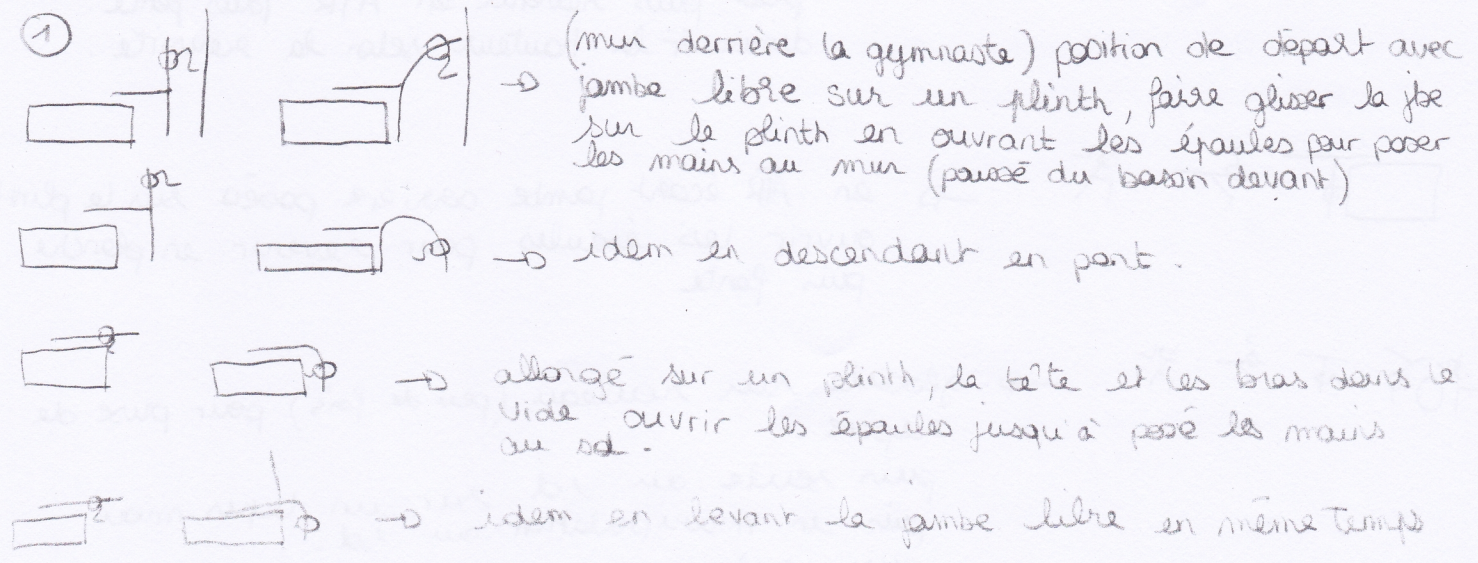 1
(mur derrière la gymnaste) position de départ avec
→ jambe libre sur un plinth, faire glisser la jbe
sur le plinth en ouvrant les épaules pour poser
les mains au mur (poussé du bassin devant)
→ idem en descendant en pont.
→ allongé sur un plinth, la tête et les bras dans le
vide ouvrir les épaules jusqu'à posé les mains
au sol.
→ idem en levant la jambe libre en même temps